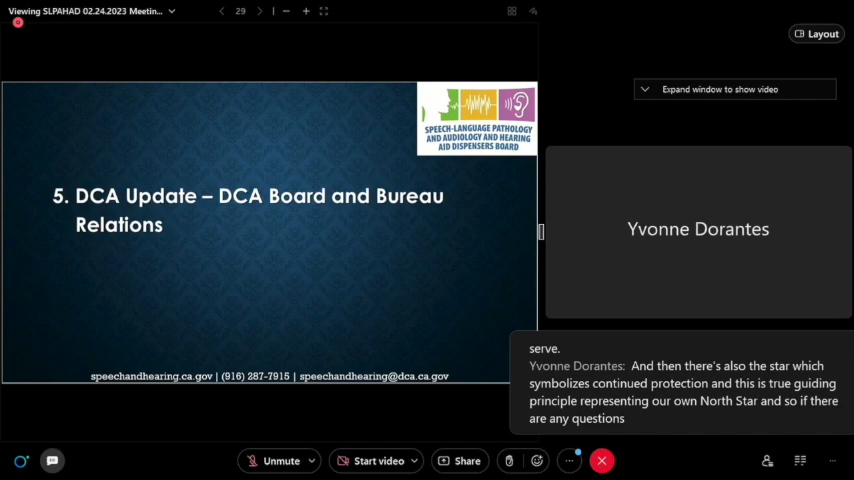 Viewing SLPAHAD 02.24.2023 Meetin...
29
Layout
Expand window to show video
SPEECH-LANGUAGE PATHOLOGY
AND AUDIOLOGY AND HEARING
AID DISPENSERS BOARD
5. DCA Update – DCA Board and Bureau
Relations
speechandhearing.ca.gov | (916) 287-7915 | speechandhearing@dca.ca.gov
Yvonne Dorantes
serve.
Yvonne Dorantes: And then there's also the star which
symbolizes continued protection and this is true guiding
principle representing our own North Star and so if there
are any questions
Unmute
Start video
Share